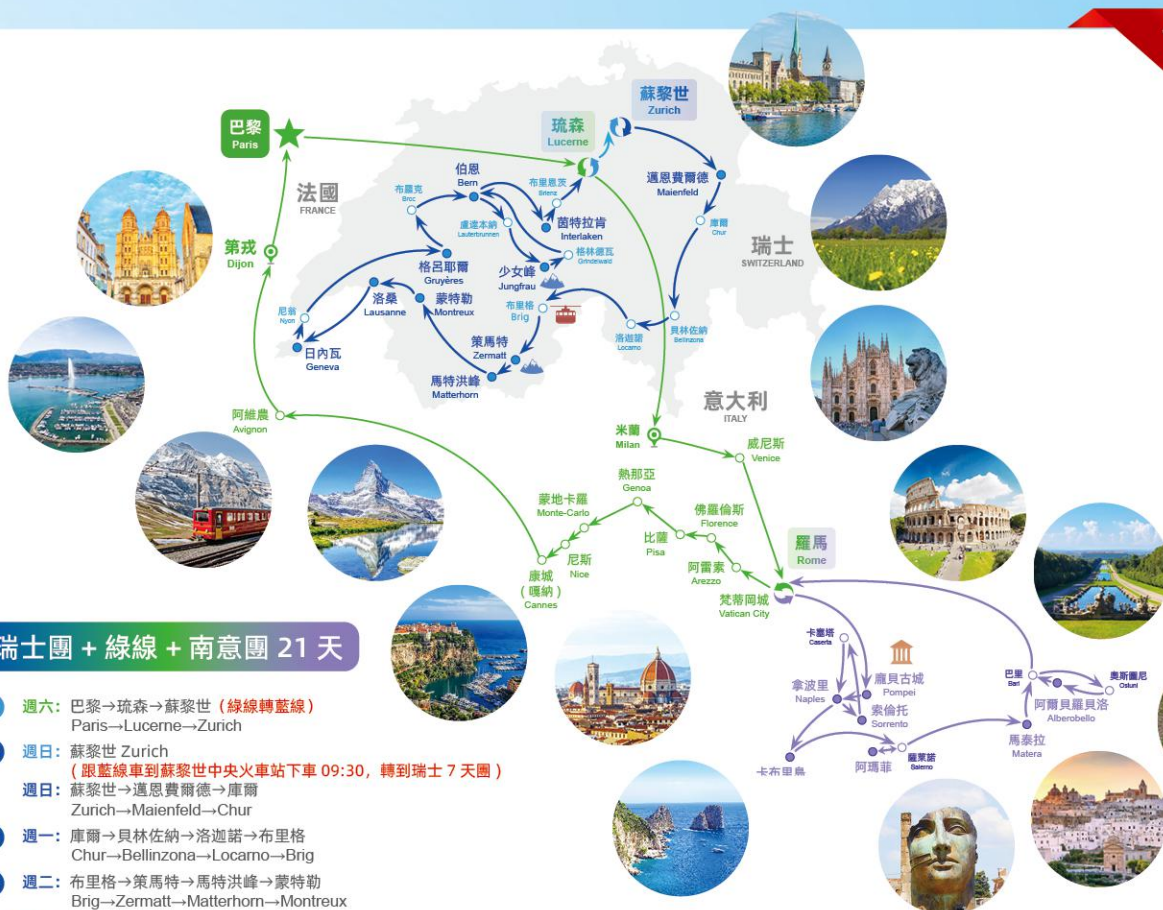 蘇黎世
Zurich
琉森
Lucerne
巴黎
Paris
法國
FRANCE
伯恩
Bern
布里恩茨
Brienz
布羅克
Broc
邁恩費爾德
Maienfeld
盧達本納
Lauterbrunnen
茵特拉肯
Interlaken
庫爾
Chur
瑞士
SWITZERLAND
第戎
Dijon
格呂耶爾
Gruyères
少女峰
Jungfrau
格林德瓦
Grindelwald
洛桑
Lausanne
蒙特勒
Montreux
布里格
Brig
尼翁
Nyon
日內瓦
Geneva
策馬特
Zermatt
洛迦諾
Locarno
貝林佐納
Bellinzona
馬特洪峰
Matterhorn
意大利
ITALY
阿維農
Avignon
米蘭
Milan
威尼斯
Venice
熱那亞
Genoa
蒙地卡羅
Monte-Carlo
佛羅倫斯
Florence
比薩
Pisa
羅馬
Rome
尼斯
Nice
康城
(嘎納)
Cannes
阿雷素
Arezzo
梵蒂岡城
Vatican City
卡塞塔
Caserta
拿波里
Naples
龐貝古城
Pompei
索倫托
Sorrento
巴里
Bari
奧斯圖尼
Ostuni
阿爾貝羅貝洛
Alberobello
馬泰拉
Matera
卡布里島
阿瑪菲
薩萊諾
Salerno
瑞士團 + 綠線 + 南意團 21 天
週六: 巴黎→琉森→蘇黎世 (綠線轉藍線)
Paris→Lucerne→Zurich
週日: 蘇黎世 Zurich
(跟藍線車到蘇黎世中央火車站下車 09:30, 轉到瑞士 7 天團)
週日: 蘇黎世→邁恩費爾德→庫爾
Zurich→Maienfeld→Chur
週一: 庫爾→貝林佐納→洛迦諾→布里格
Chur→Bellinzona→Locarno→Brig
週二: 布里格→策馬特→馬特洪峰→蒙特勒
Brig→Zermatt→Matterhorn→Montreux